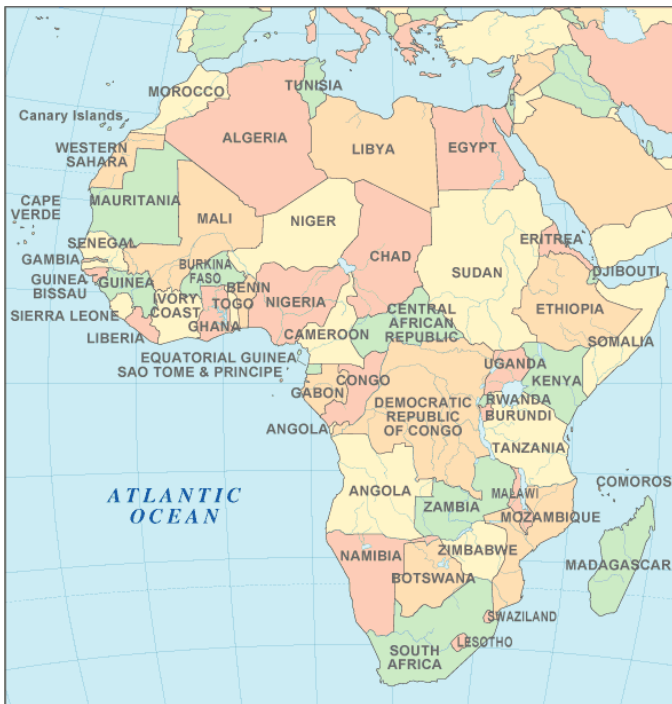 TUNISIA
MOROCCO
Canary Islands
ALGERIA
LIBYA
EGYPT
WESTERN
SAHARA
MAURITANIA
CAPE
VERDE
MALI
NIGER
CHAD
SUDAN
ERITREA
SENEGAL
GAMBIA
GUINEA
BISSAU
GUINEA
BURKINA
FASO
BENIN
DJIBOUTI
SIERRA LEONE
IVORY
COAST
TOGO
NIGERIA
ETHIOPIA
LIBERIA
GHANA
CAMEROON
CENTRAL
AFRICAN
REPUBLIC
SOMALIA
EQUATORIAL GUINEA
SAO TOME & PRINCIPE
UGANDA
KENYA
CONGO
GABON
DEMOCRATIC
REPUBLIC
OF CONGO
RWANDA
BURUNDI
ANGOLA
TANZANIA
ATLANTIC
OCEAN
ANGOLA
ZAMBIA
MALAWI
COMOROS
MOZAMBIQUE
NAMIBIA
ZIMBABWE
MADAGASCAR
BOTSWANA
SWAZILAND
SOUTH
AFRICA
LESOTHO